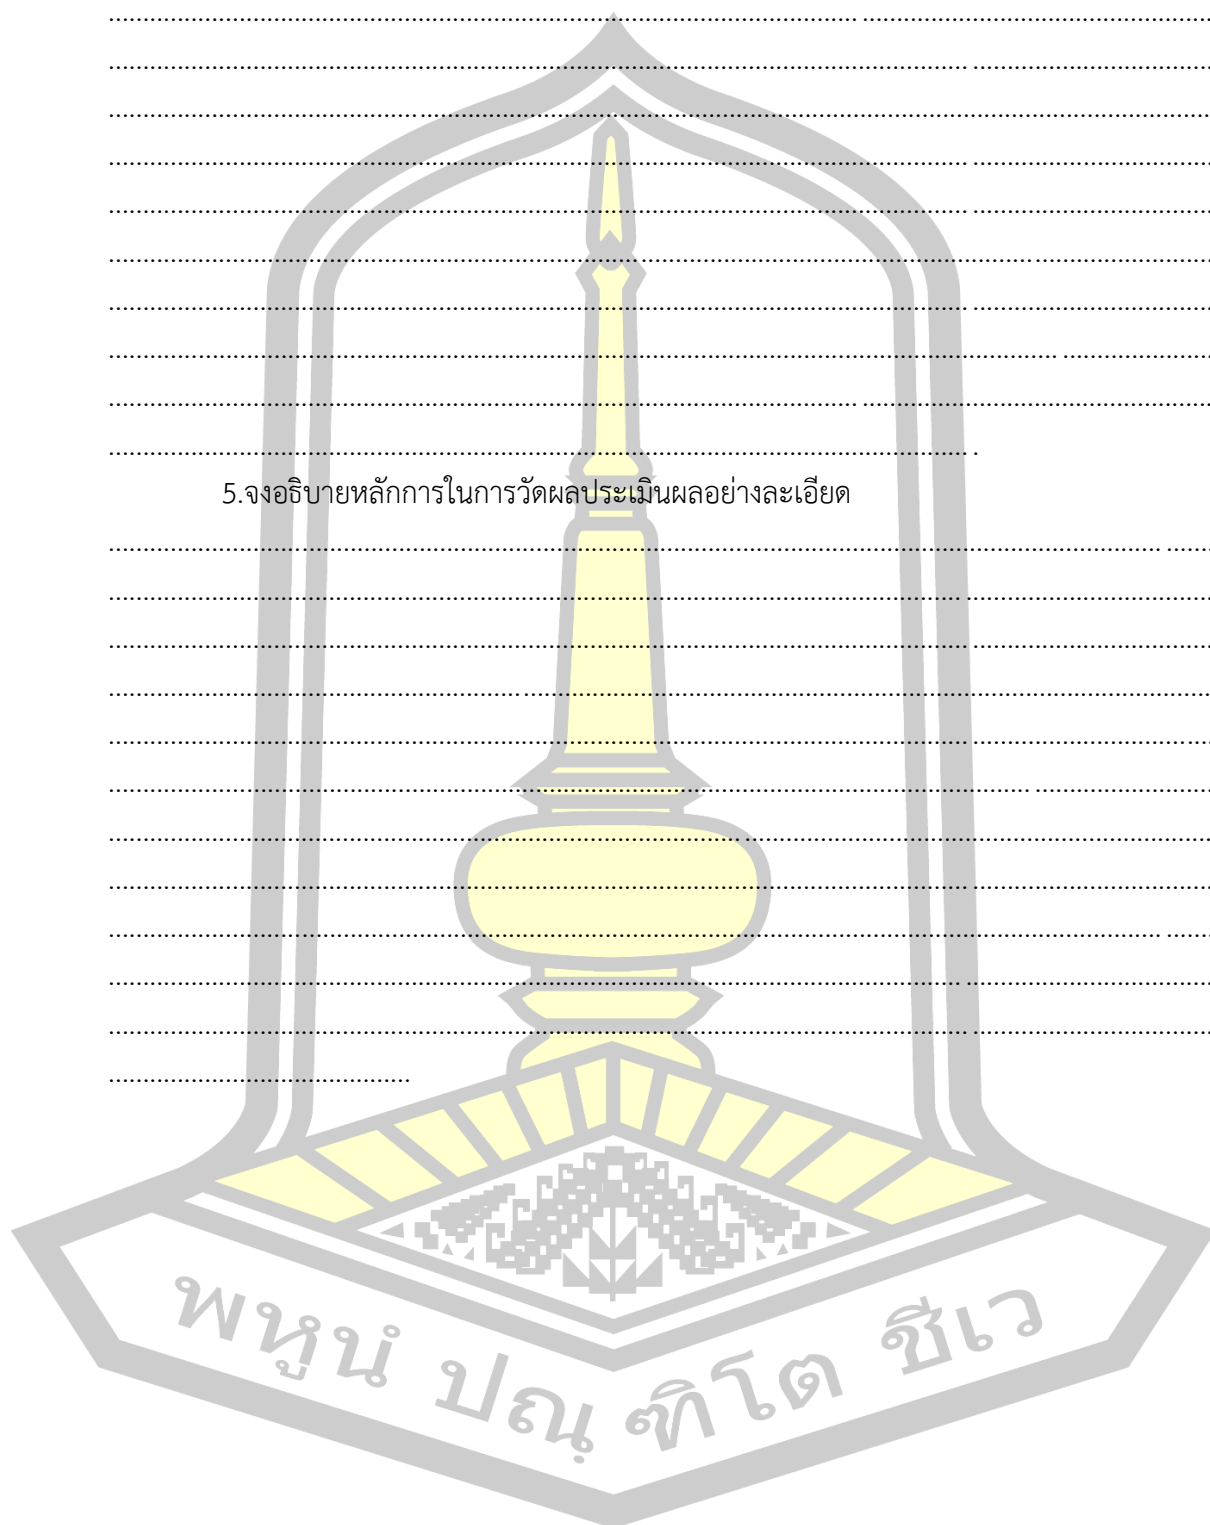 5.จงอธิบายหลักการในการวัดผลประเมินผลอย่างละเอียด
พหูนํ ปณฺฑิโต ชีเว